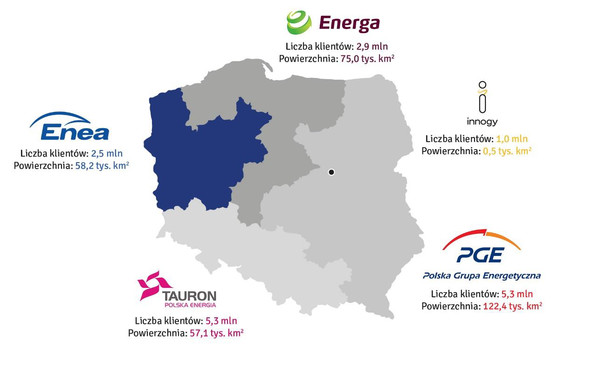 Energa
Liczba klientów: 2,9 mln
Powierzchnia: 75,0 tys. km²
innogy
Liczba klientów: 1,0 mln
Powierzchnia: 0,5 tys. km²
Enea
Liczba klientów: 2,5 mln
Powierzchnia: 58,2 tys. km²
PGE
Polska Grupa Energetyczna
Liczba klientów: 5,3 mln
Powierzchnia: 122,4 tys. km²
TAURON
POLSKA ENERGIA
Liczba klientów: 5,3 mln
Powierzchnia: 57,1 tys. km²